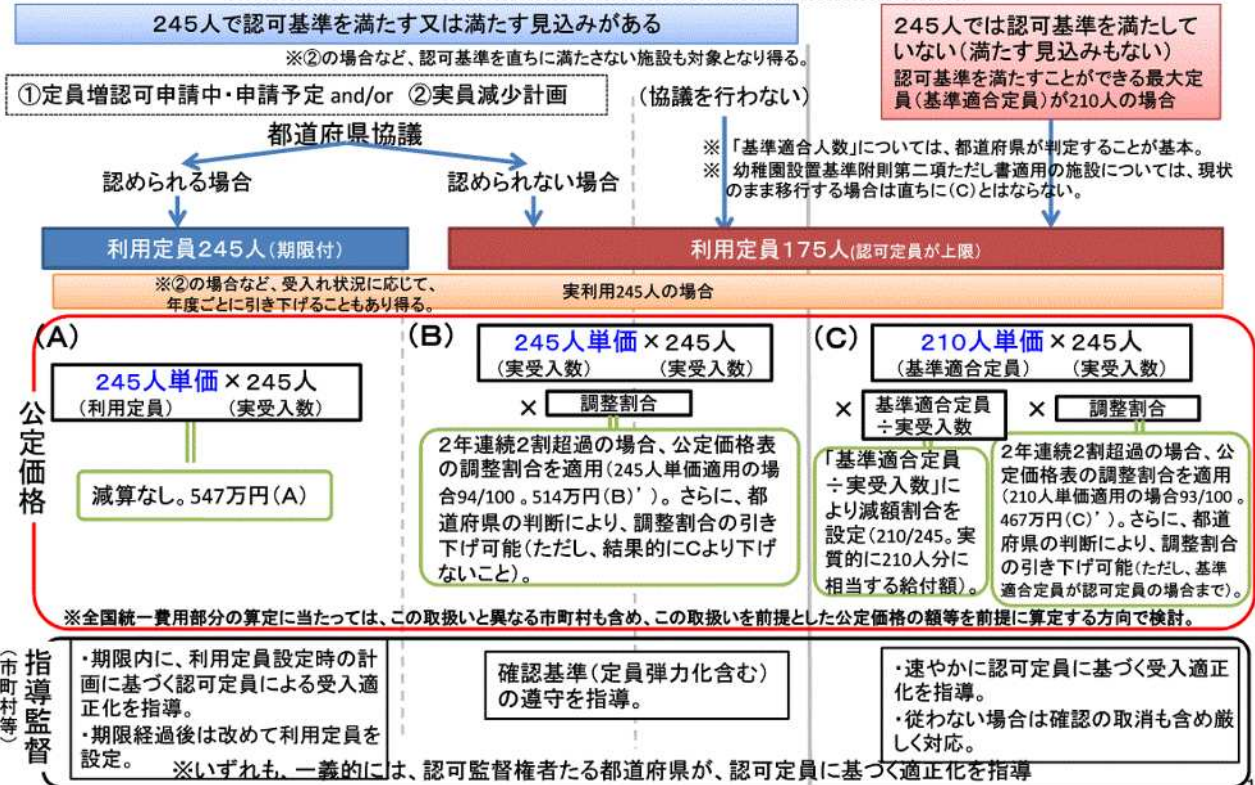 245人で認可基準を満たす又は満たす見込みがある
※②の場合など、認可基準を直ちに満たさない施設も対象となり得る。
245人では認可基準を満たして
いない(満たす見込みもない)
認可基準を満たすことができる最大定
員(基準適合定員)が210人の場合
①定員増認可申請中・申請予定 and/or ②実員減少計画
(協議を行わない)
都道府県協議
※ 「基準適合人数」については、都道府県が判定することが基本。
※ 幼稚園設置基準附則第二項ただし書適用の施設については、現状
のまま移行する場合は直ちに(C)とはならない。
認められる場合
認められない場合
利用定員245人(期限付)
利用定員175人(認可定員が上限)
※②の場合など、受入れ状況に応じて、
年度ごとに引き下げることもあり得る。
実利用245人の場合
公定価格
(A)
245人単価×245人
(利用定員) (実受入数)
減算なし。547万円(A)
(B)
245人単価×245人
(実受入数) (実受入数)
× 調整割合
2年連続2割超過の場合、公定価格表
の調整割合を適用(245人単価適用の場
合94/100 。514万円(B)’)。さらに、都
道府県の判断により、調整割合の引き
下げ可能(ただし、結果的にCより下げ
ないこと)。
(C)
210人単価×245人
(基準適合定員) (実受入数)
× 基準適合定員
÷実受入数
× 調整割合
「基準適合定員
÷実受入数」に
より減額割合を
設定(210/245。実
質的に210人分に
相当する給付額)。
2年連続2割超過の場合、公
定価格表の調整割合を適用
(210人単価適用の場合93/100 。
467万円(C)’)。さらに、都道
府県の判断により、調整割合
の引き下げ可能(ただし、基準
適合定員が認可定員の場合まで)。
※全国統一費用部分の算定に当たっては、この取扱いと異なる市町村も含め、この取扱いを前提とした公定価格の額等を前提に算定する方向で検討。
指導監督
(市町村等)
・期限内に、利用定員設定時の計
画に基づく認可定員による受入適
正化を指導。
・期限経過後は改めて利用定員を
設定。
確認基準(定員弾力化含む)
の遵守を指導。
・速やかに認可定員に基づく受入適正
化を指導。
・従わない場合は確認の取消も含め厳
しく対応。
※いずれも、一義的には、認可監督権者たる都道府県が、認可定員に基づく適正化を指導